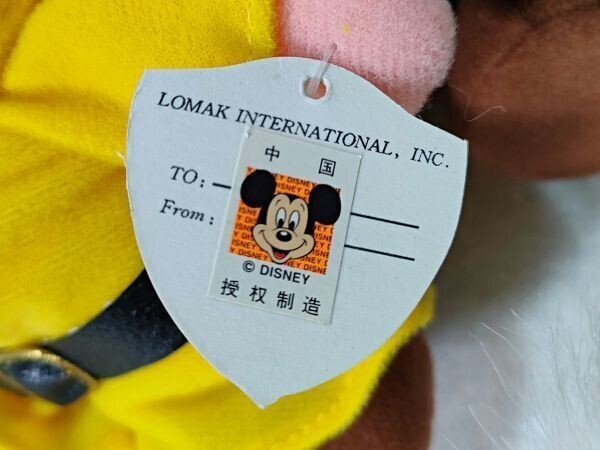 LOMAK INTERNATIONAL, INC.
中 国
TO:
From:
© DISNEY
授权制造